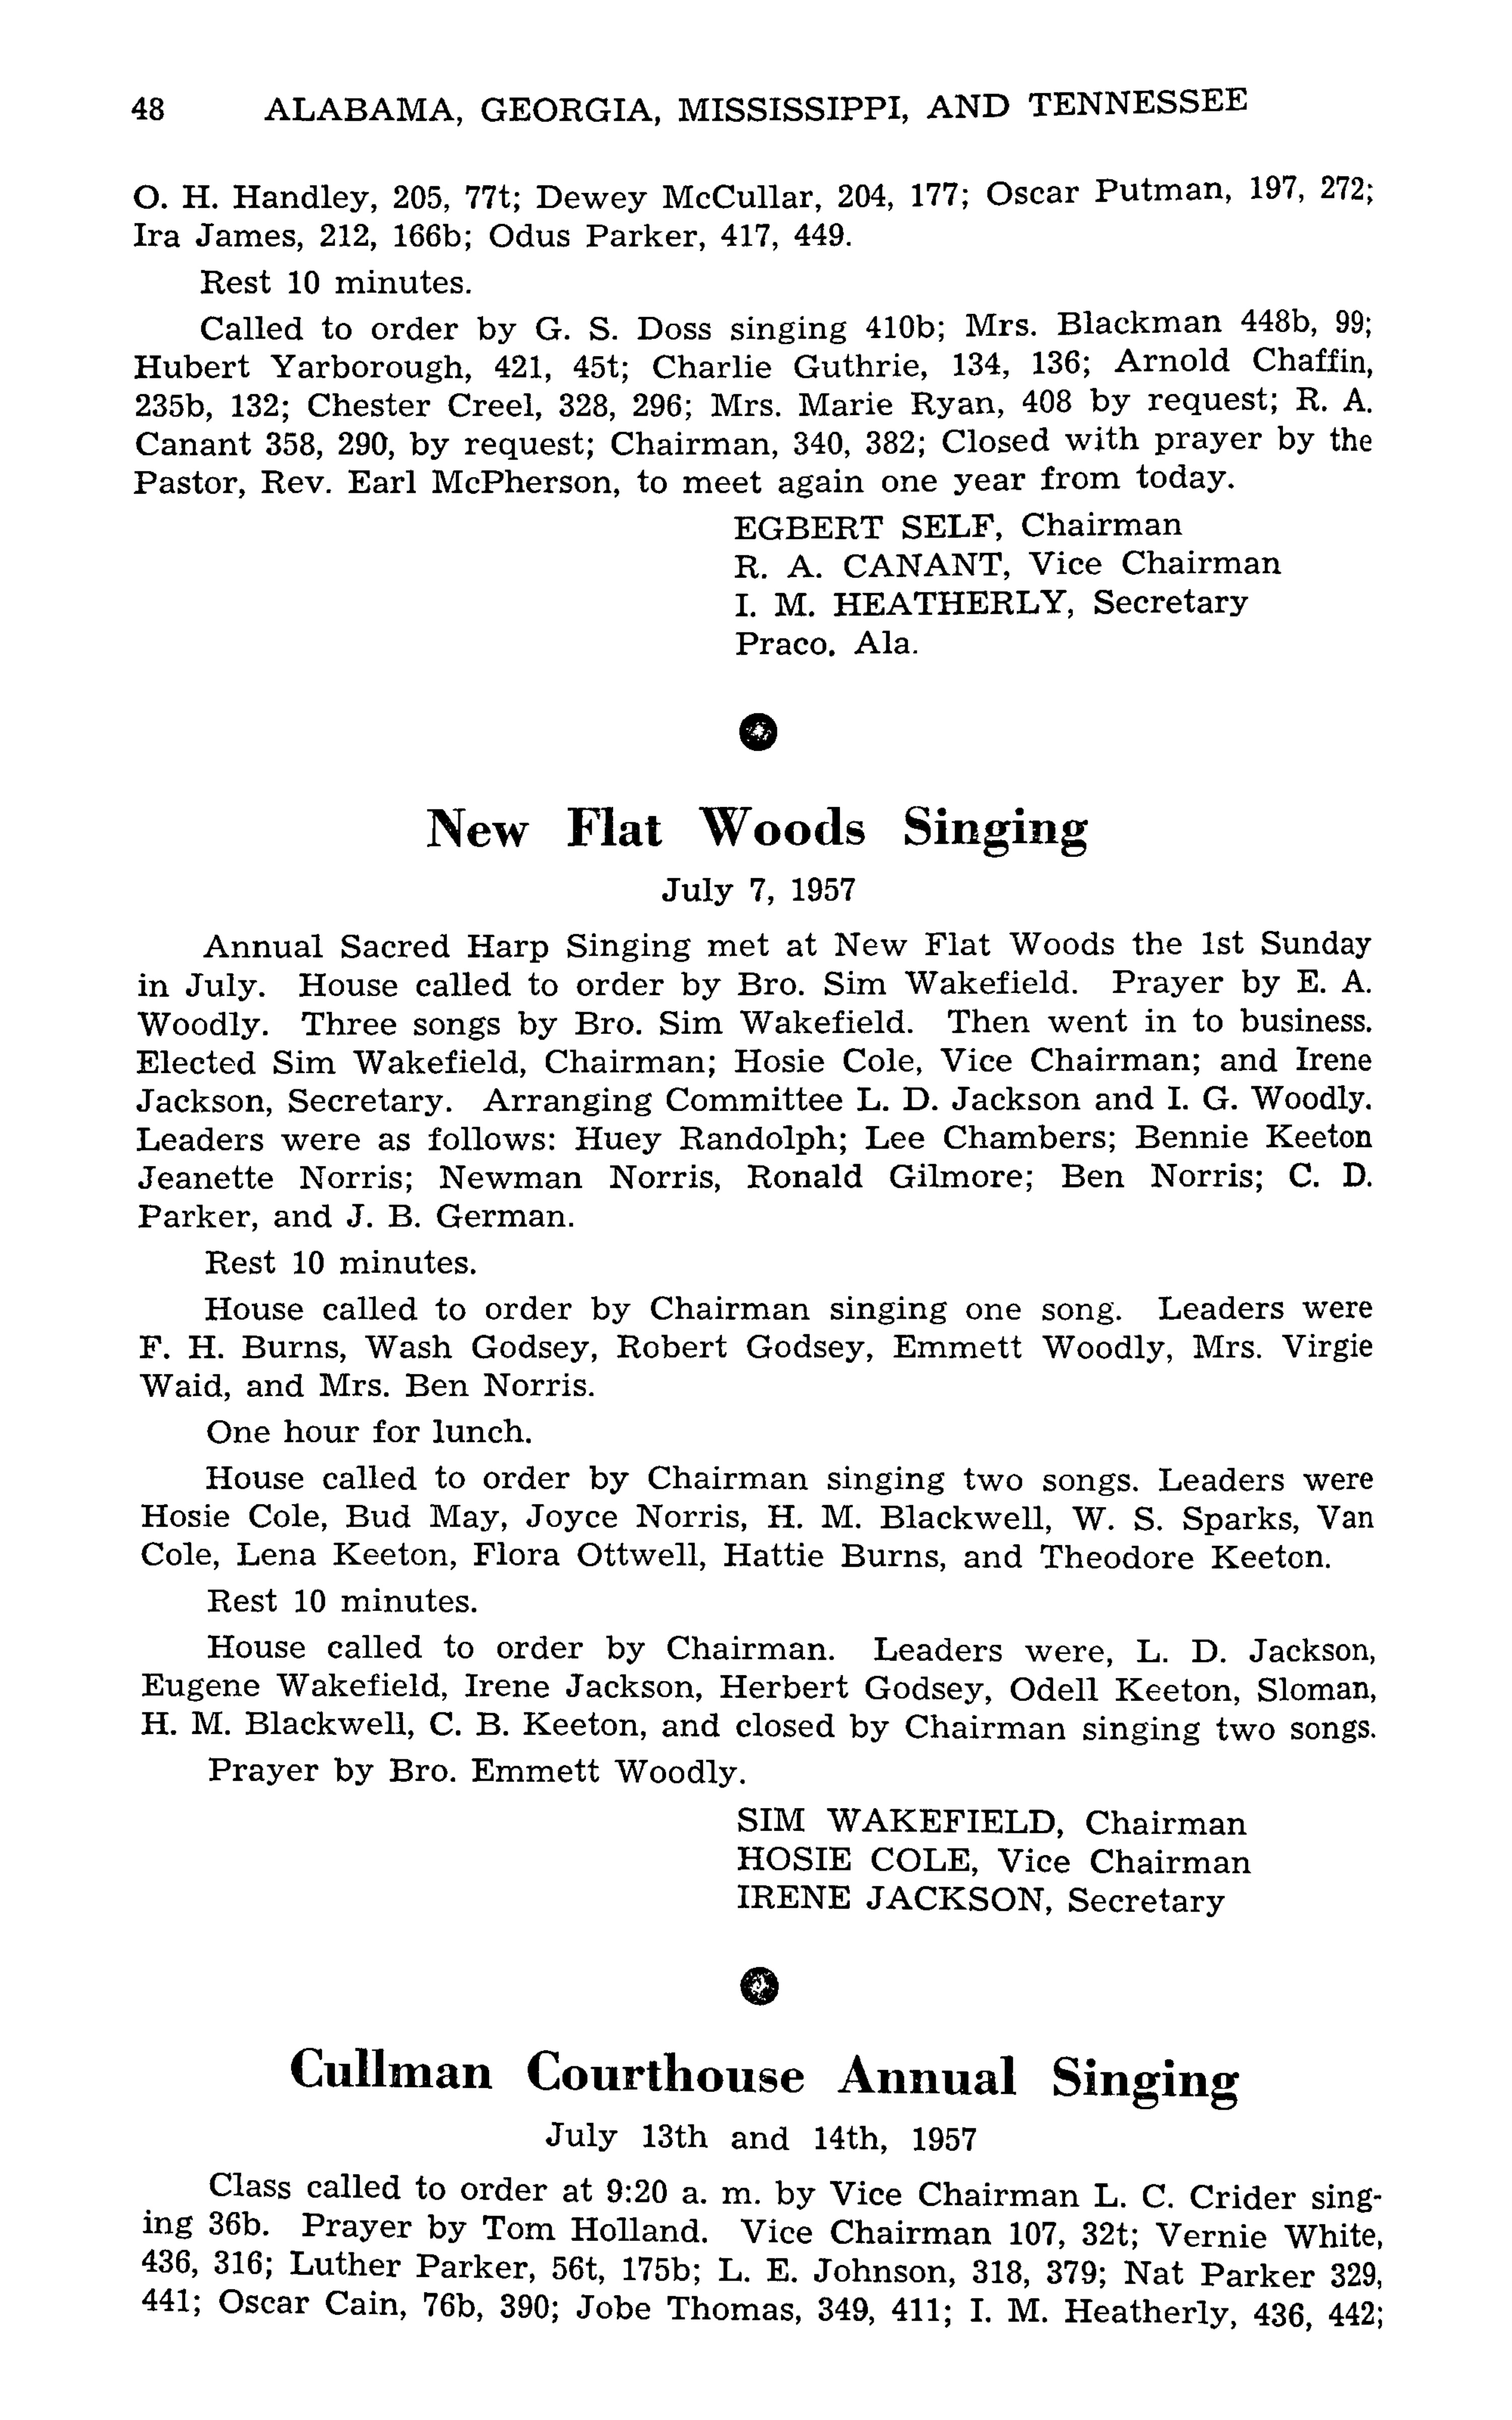 48 ALABAMA, GEORGIA, MISSISSIPPI, AND TENNESSEE
O. H. Handley, 205, 77t; Dewey McCullar, 204, 177; Oscar Putman, 197, 272;
Ira James, 212, 166b; Odus Parker, 417, 449.
Rest 10 minutes.
Called to order by G. S. Doss singing 410b; Mrs. Blackman 448b, 99;
Hubert Yarborough, 421, 45t; Charlie Guthrie, 134, 136; Arnold Chaffin,
235b, 132; Chester Creel, 328, 296; Mrs. Marie Ryan, 408 by request; R. A.
Canant 358, 290, by request; Chairman, 340, 382; Closed with prayer by the
Pastor, Rev. Earl McPherson, to meet again one year from today.
EGBERT SELF, Chairman
R. A. CANANT, Vice Chairman
I. M. HEATHERLY, Secretary
Praco. Ala.
New Flat Woods Singing
July 7, 1957
Annual Sacred Harp Singing met at New Flat Woods the 1st Sunday
in July. House called to order by Bro. Sim Wakefield. Prayer by E. A.
Woodly. Three songs by Bro. Sim Wakefield. Then went in to business.
Elected Sim Wakefield, Chairman; Hosie Cole, Vice Chairman; and Irene
Jackson, Secretary. Arranging Committee L. D. Jackson and I. G. Woodly.
Leaders were as follows: Huey Randolph; Lee Chambers; Bennie Keeton
Jeanette Norris; Newman Norris, Ronald Gilmore; Ben Norris; C. D.
Parker, and J. B. German.
Rest 10 minutes.
House called to order by Chairman singing one song. Leaders were
F. H. Burns, Wash Godsey, Robert Godsey, Emmett Woodly, Mrs. Virgie
Waid, and Mrs. Ben Norris.
One hour for lunch.
House called to order by Chairman singing two songs. Leaders were
Hosie Cole, Bud May, Joyce Norris, H. M. Blackwell, W. S. Sparks, Van
Cole, Lena Keeton, Flora Ottwell, Hattie Burns, and Theodore Keeton.
Rest 10 minutes.
House called to order by Chairman. Leaders were, L. D. Jackson,
Eugene Wakefield, Irene Jackson, Herbert Godsey, Odell Keeton, Sloman,
H. M. Blackwell, C. B. Keeton, and closed by Chairman singing two songs.
Prayer by Bro. Emmett Woodly.
SIM WAKEFIELD, Chairman
HOSIE COLE, Vice Chairman
IRENE JACKSON, Secretary
Cullman Courthouse Annual Singing
July 13th and 14th, 1957
Class called to order at 9:20 a. m. by Vice Chairman L. C. Crider sing-
ing 36b. Prayer by Tom Holland. Vice Chairman 107, 32t; Vernie White,
436, 316; Luther Parker, 56t, 175b; L. E. Johnson, 318, 379; Nat Parker 329,
441; Oscar Cain, 76b, 390; Jobe Thomas, 349, 411; I. M. Heatherly, 436, 442;